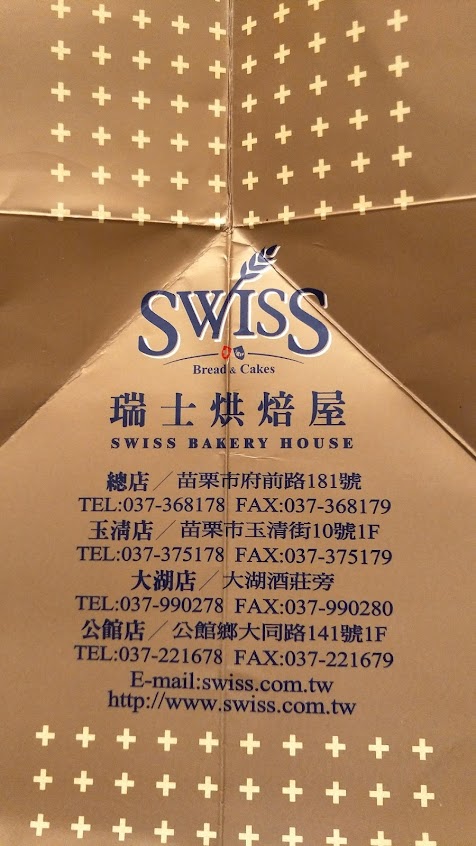 SWISS
Bread & Cakes
瑞士烘焙屋
SWISS BAKERY HOUSE
總店／苗栗市府前路181號
TEL:037-368178 FAX:037-368179
玉清店／苗栗市玉清街10號1F
TEL:037-375178 FAX:037-375179
大湖店／大湖酒莊旁
TEL:037-990278 FAX:037-990280
公館店／公館鄉大同路141號1F
TEL:037-221678 FAX:037-221679
E-mail:swiss.com.tw
http://www.swiss.com.tw